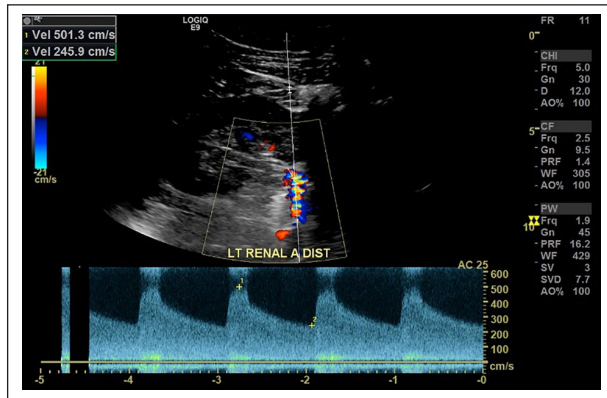 1 Vel 501.3 cm/s
2 Vel 245.9 cm/s
LOGIQ
E9
FR 11
CHI
Frq 5.0
Gn 30
D 12.0
AO% 100
CF
Frq 2.5
Gn 9.5
PRF 1.4
WF 305
AO% 100
PW
Frq 1.9
Gn 45
PRF 16.2
WF 429
SV 3
SVD 7.7
AO% 100
21
-21
cm/s
0
5
10
LT RENAL A DIST
AC 25
600
500
400
300
200
100
cm/s
1
2
-5 -4 -3 -2 -1 -0